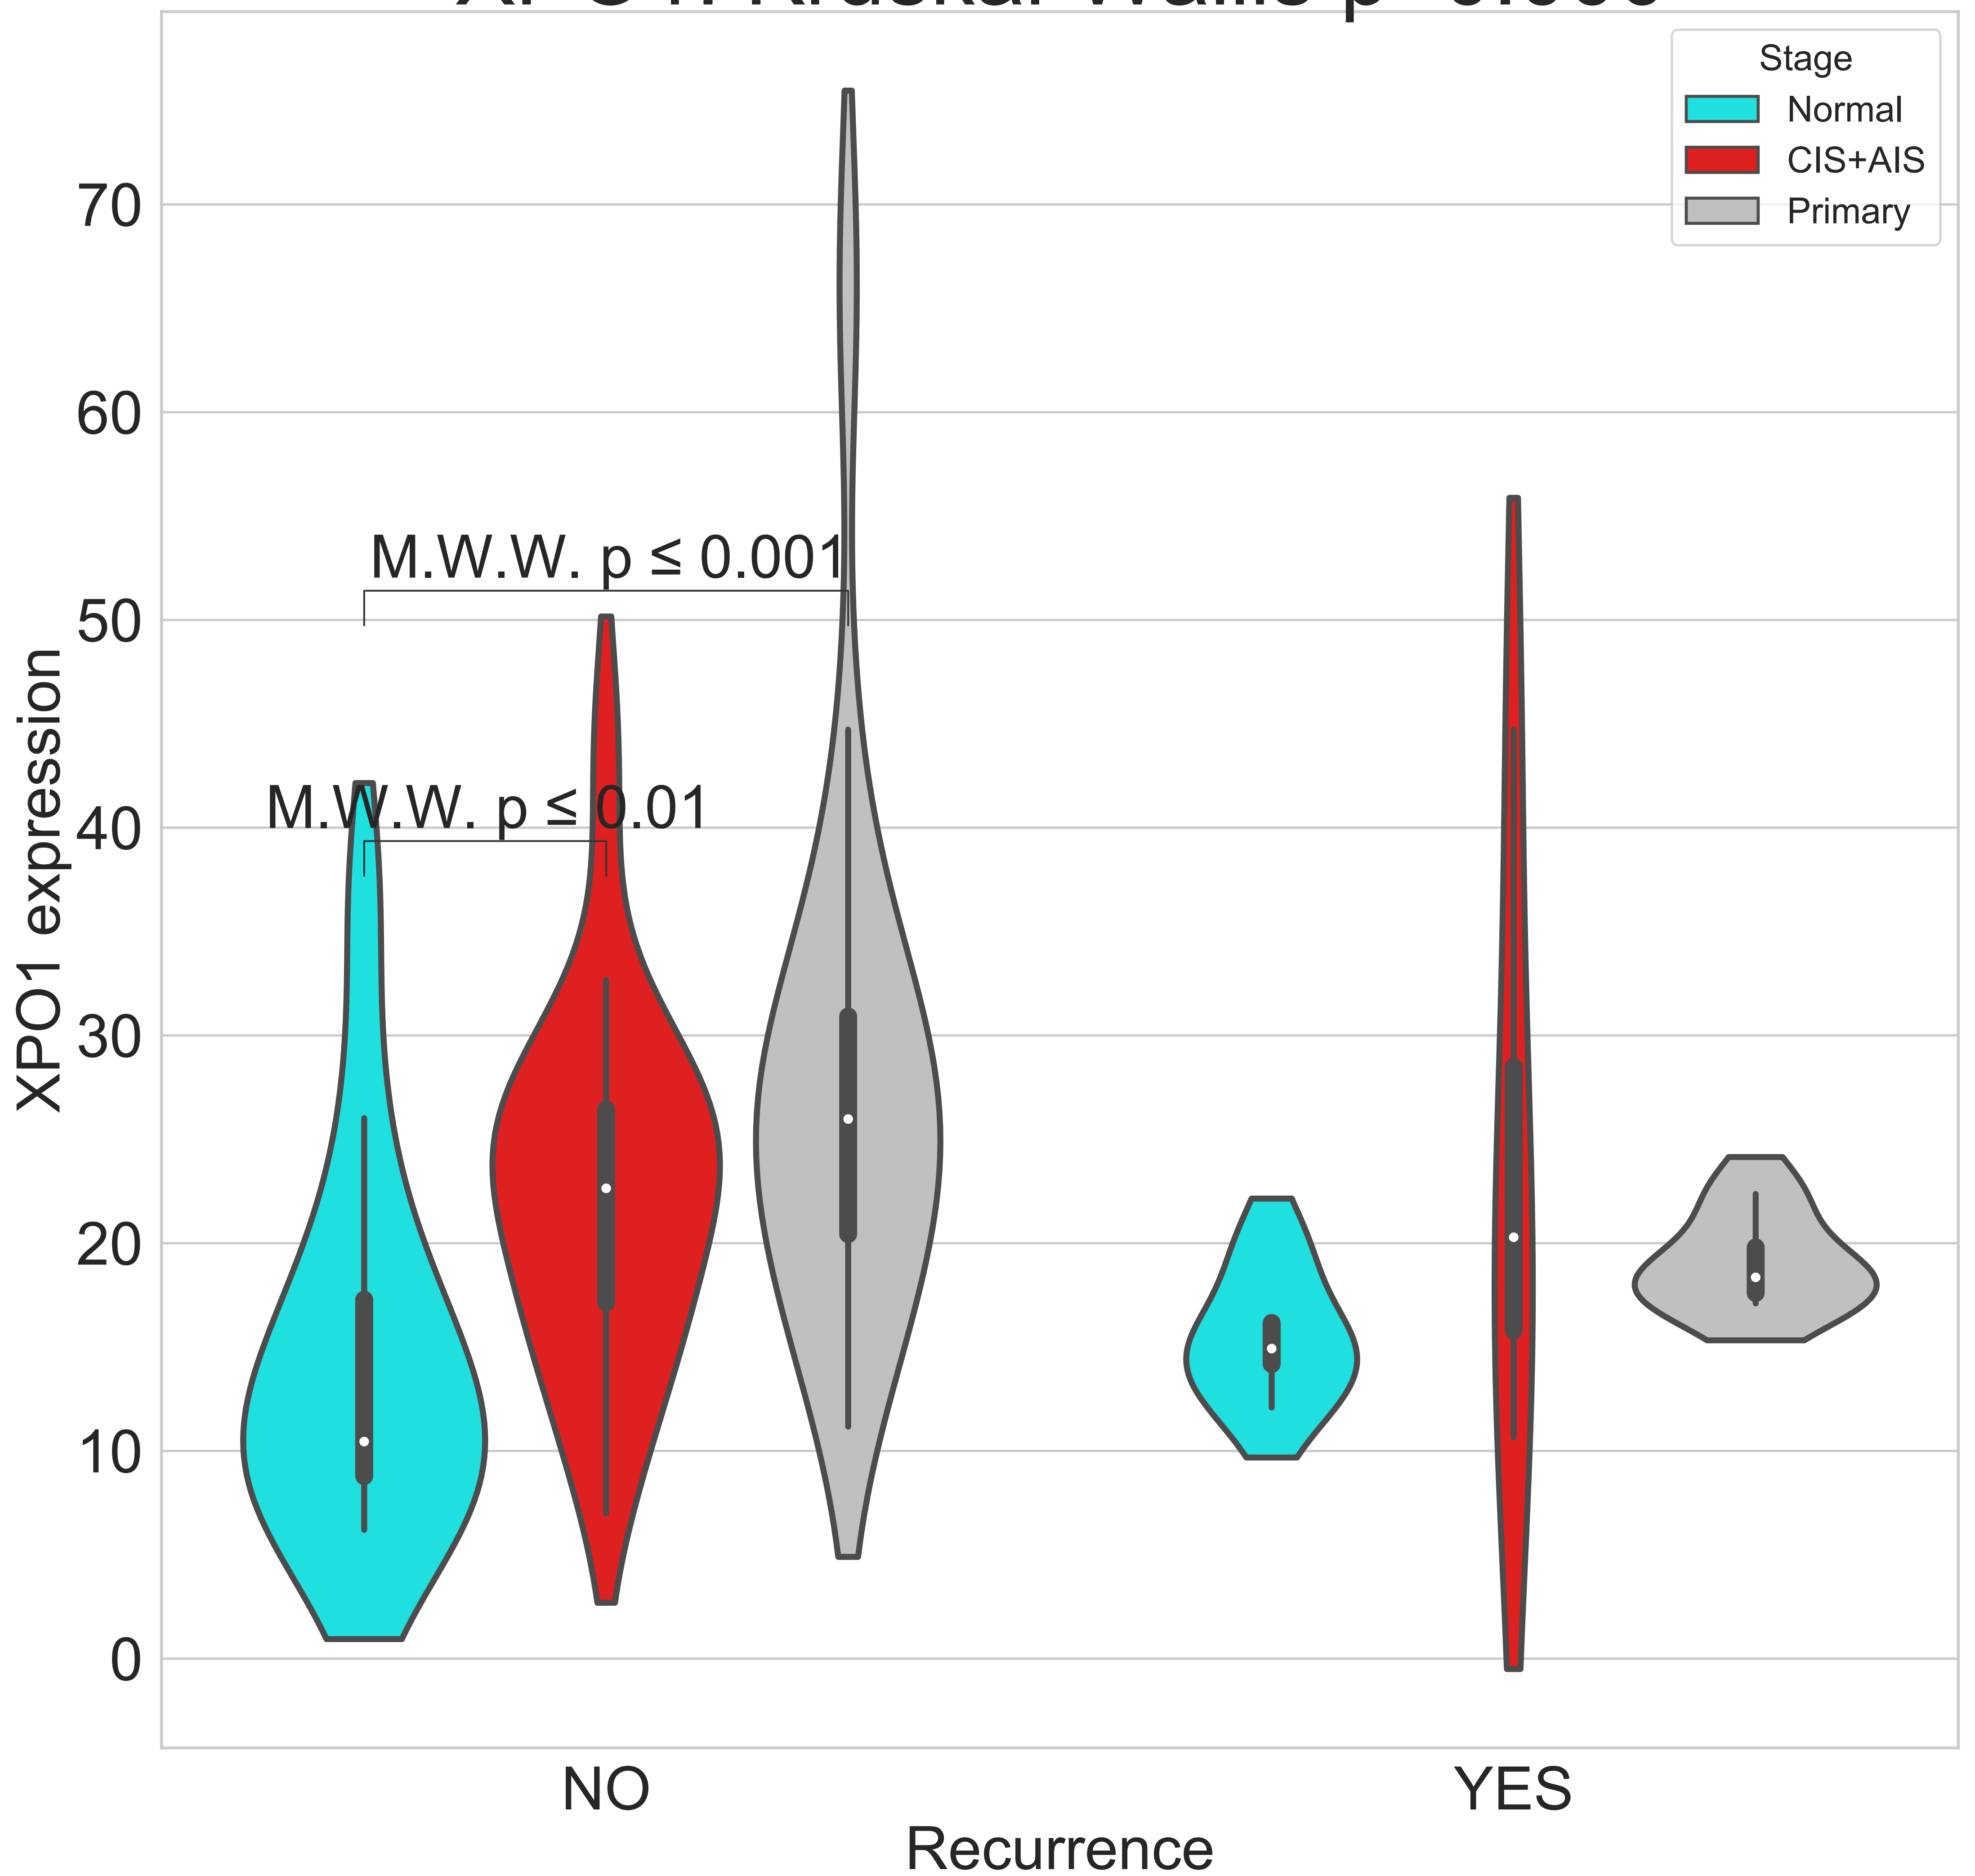 Stage
Normal
CIS+AIS
Primary
70
60
50
40
30
20
10
0
XPO1 expression
M.W.W. p ≤ 0.001
M.W.W. p ≤ 0.01
NO
YES
Recurrence